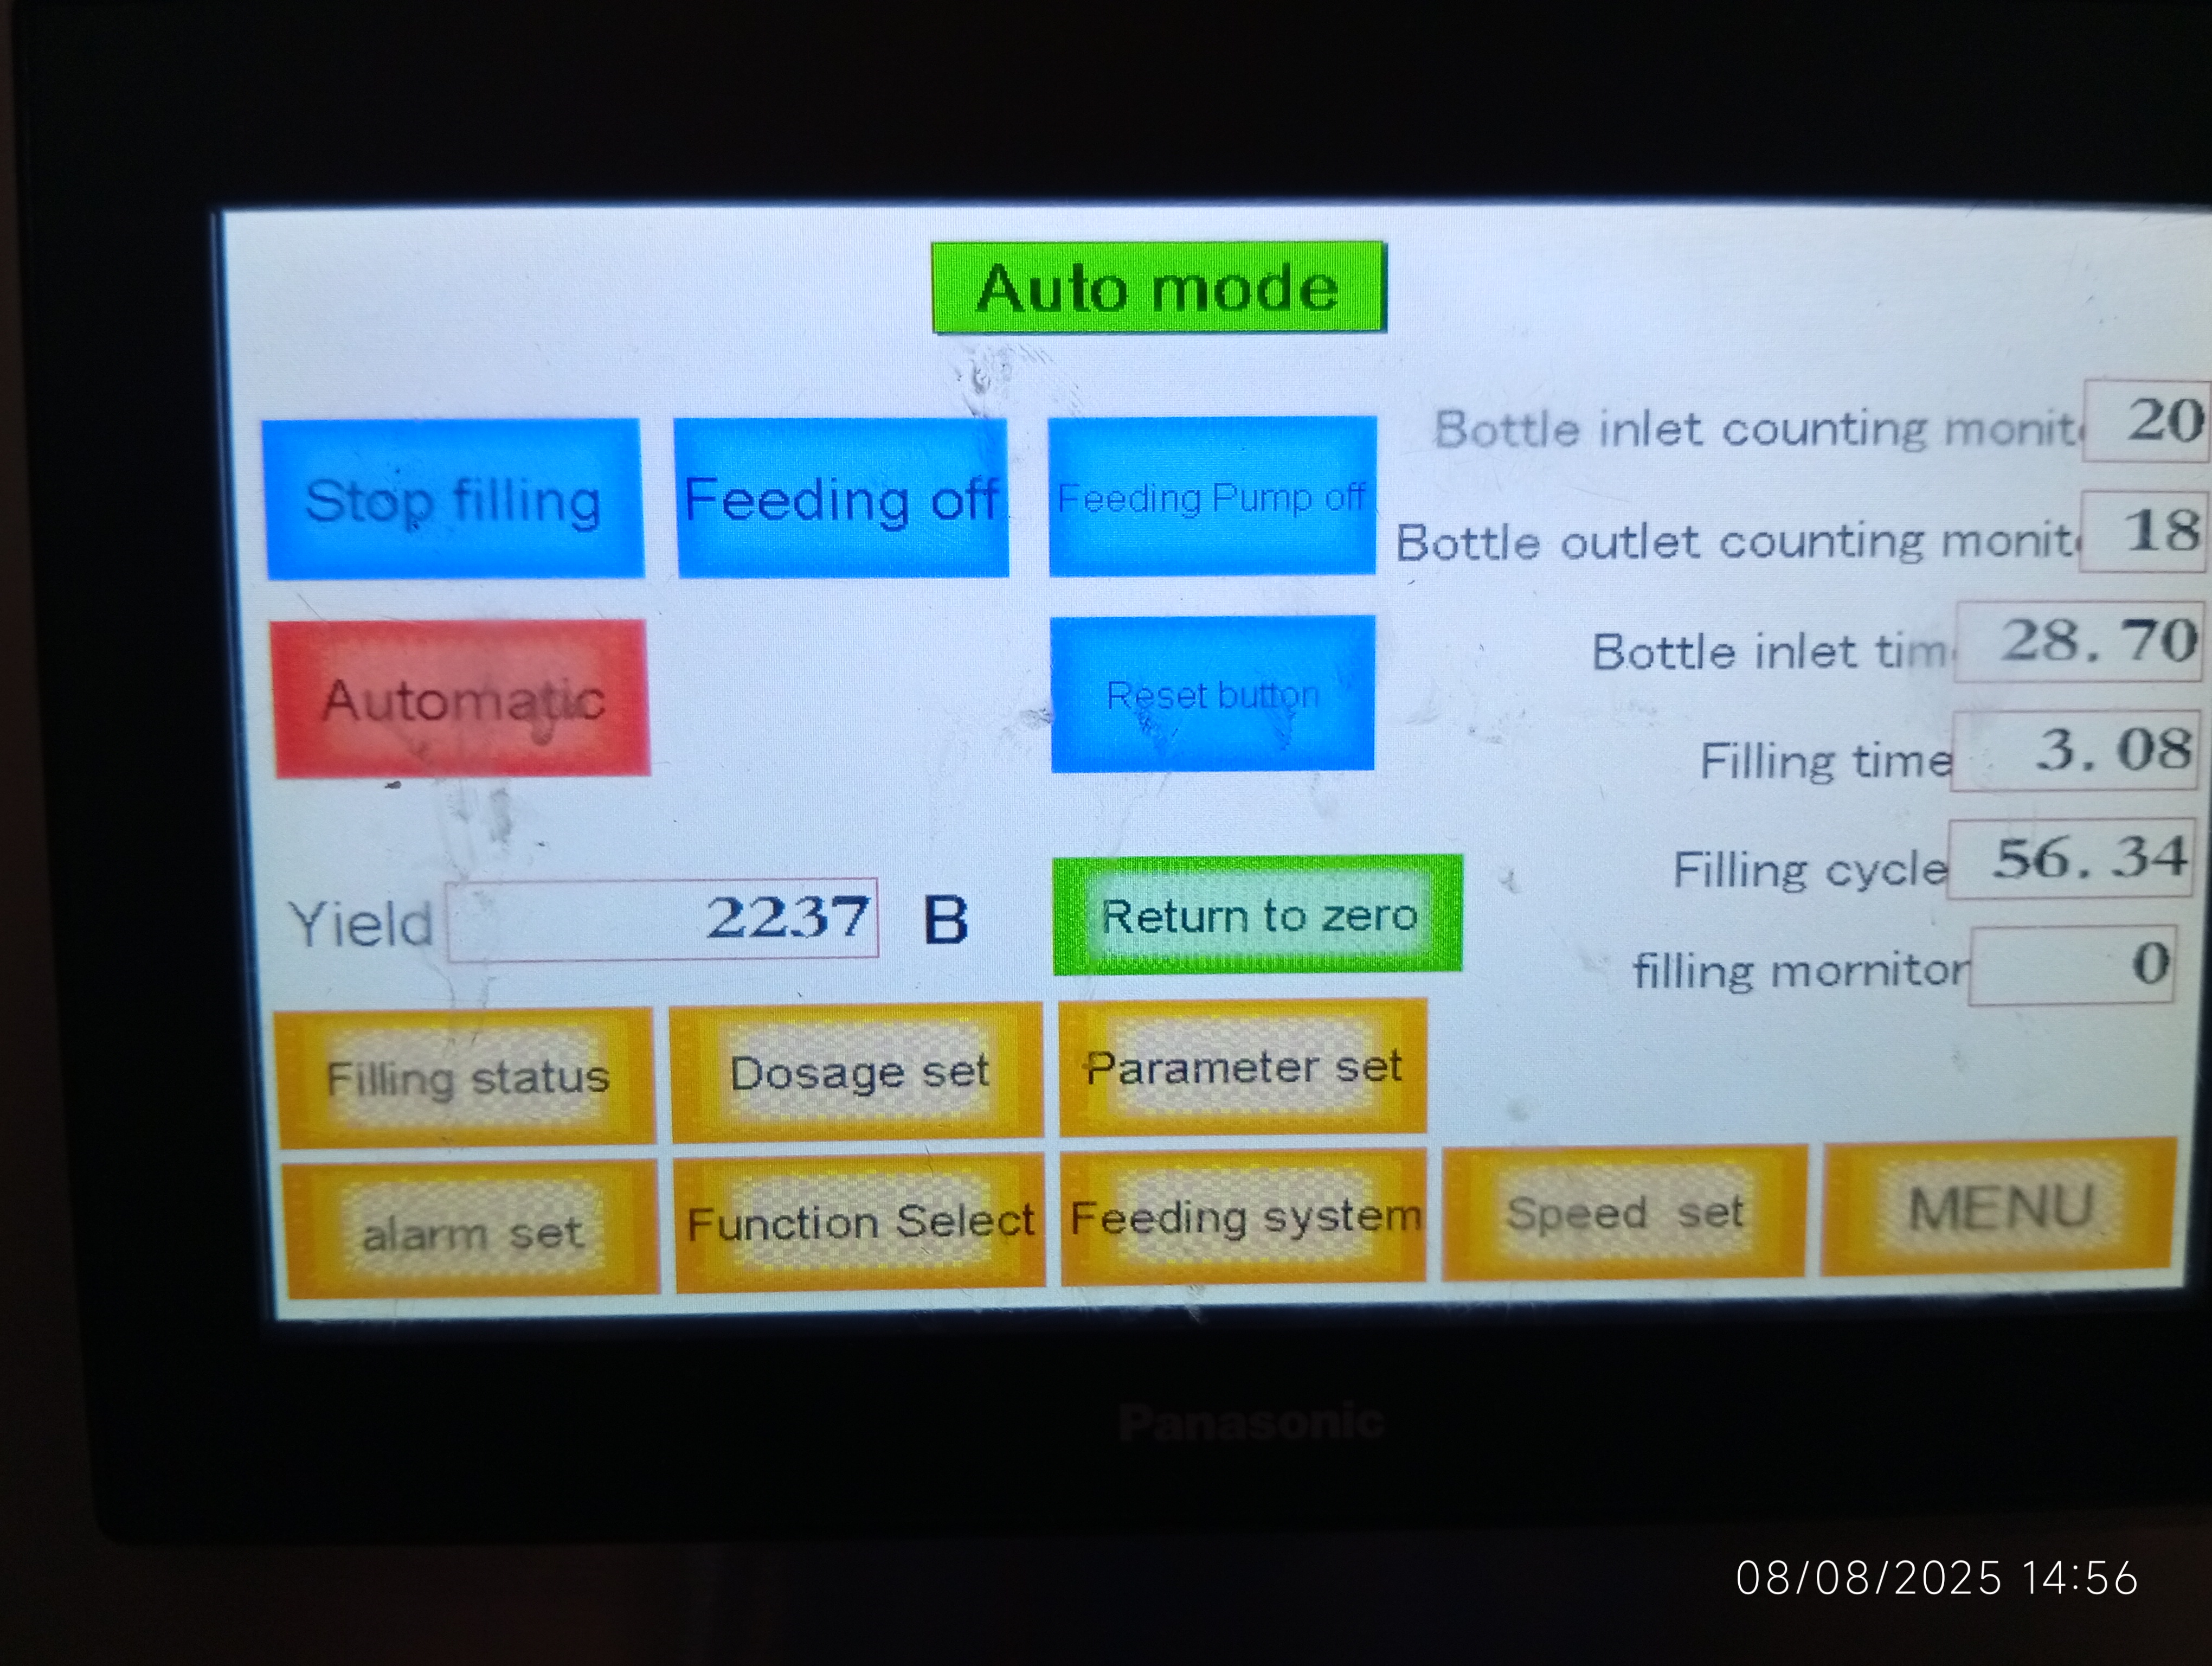 Auto mode
Stop filling
Feeding off
Feeding Pump off
Bottle inlet counting monit
20
Bottle outlet counting monit
18
Automatic
Reset button
Bottle inlet tim
28.70
Filling time
3.08
Filling cycle
56.34
Yield
2237
B
Return to zero
filling mornitor
0
Filling status
Dosage set
Parameter set
alarm set
Function Select
Feeding system
Speed set
MENU
Panasonic
08/08/2025 14:56